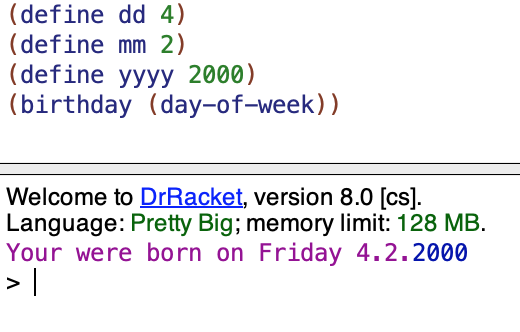 (define dd 4)
(define mm 2)
(define yyyy 2000)
(birthday (day-of-week))
Welcome to DrRacket, version 8.0 [cs].
Language: Pretty Big; memory limit: 128 MB.
Your were born on Friday 4.2.2000
>